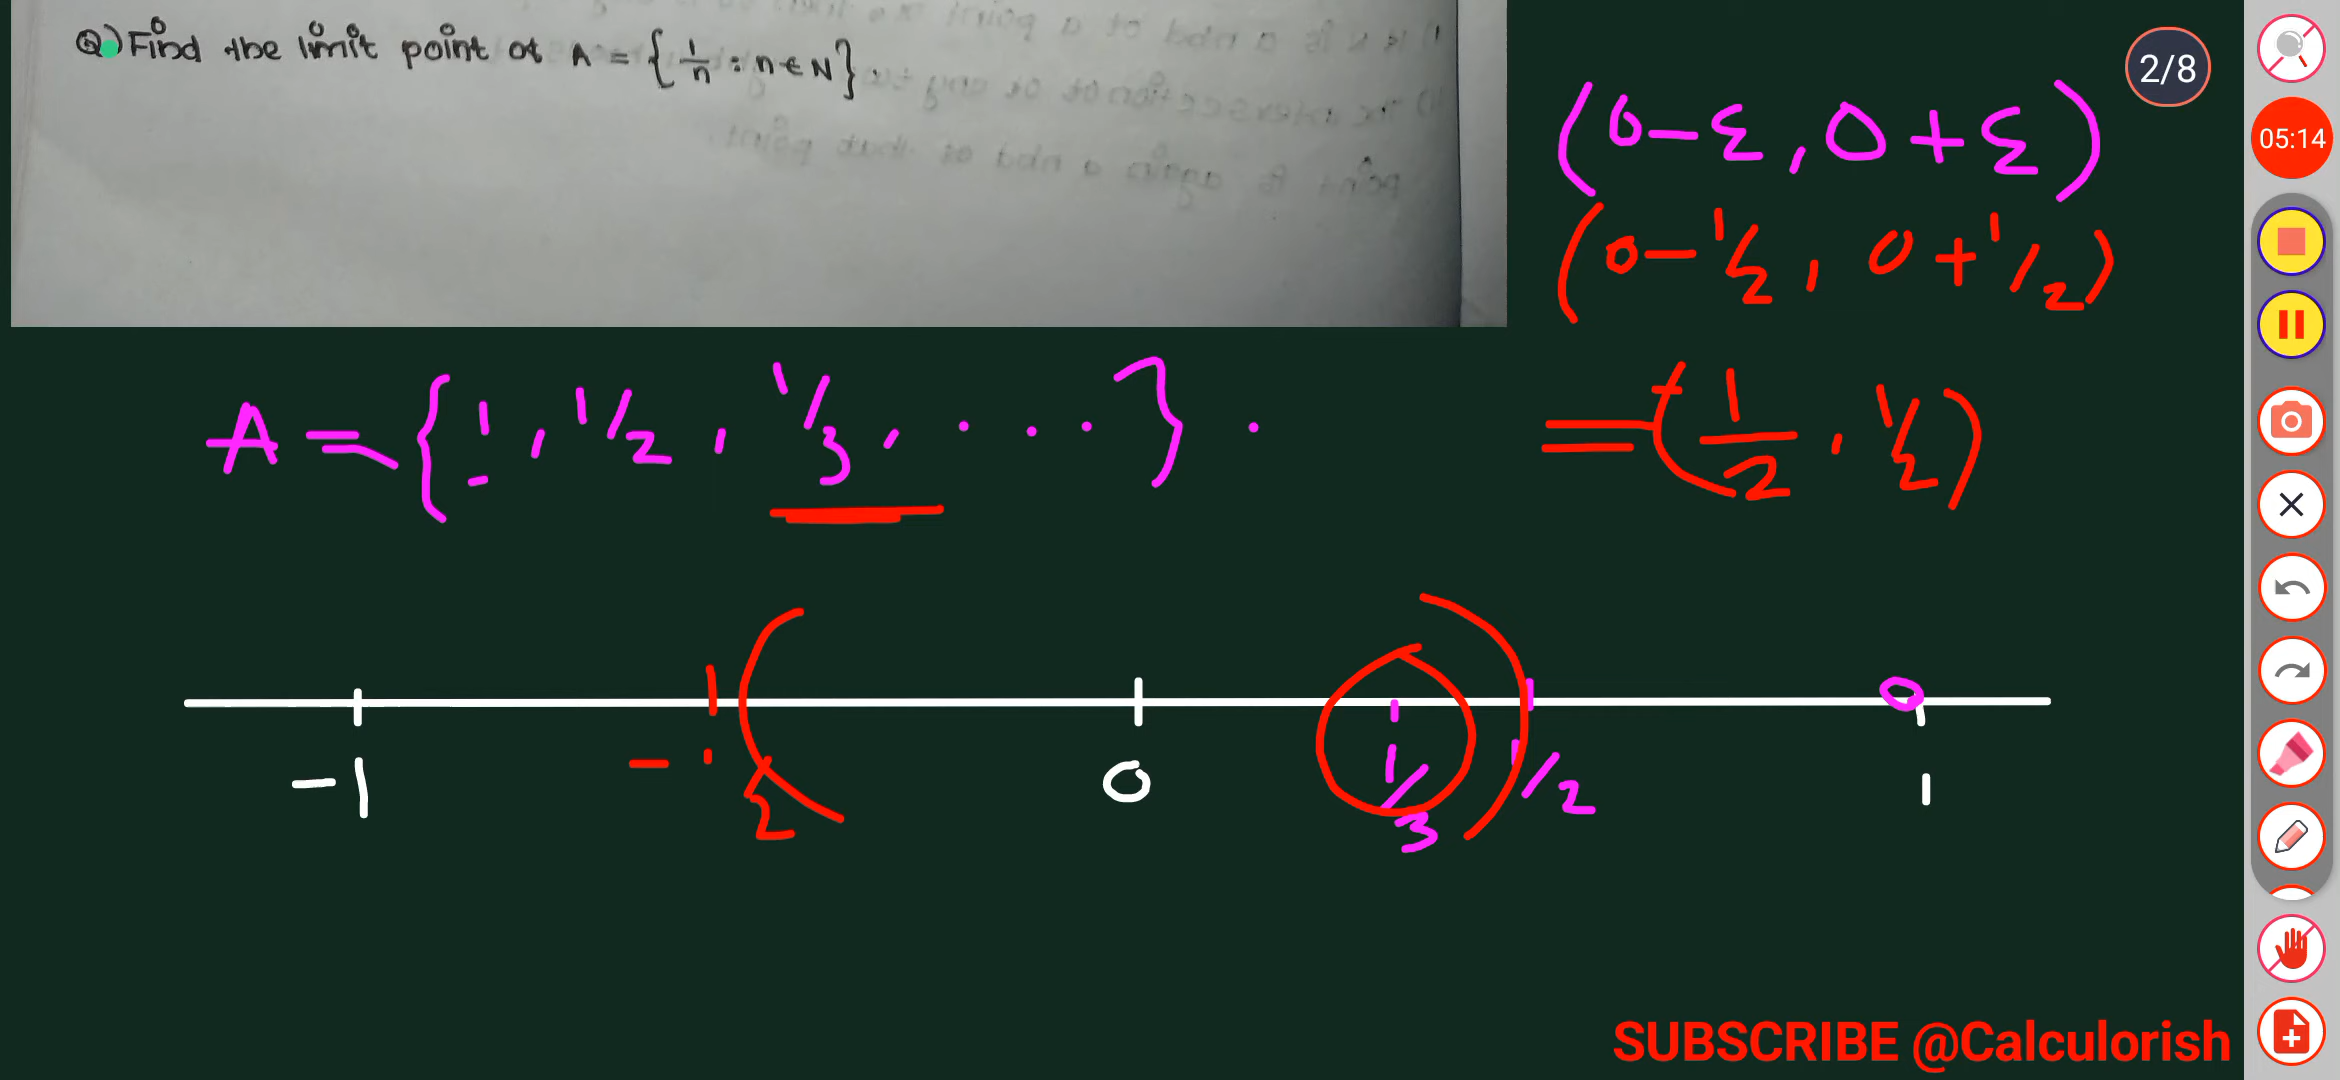 Q) Find the limit point of A = { 1/n : n ∈ N }.
2/8
(0-ε, 0+ε)
05:14
(0-1/2, 0+1/2)
A = { 1, 1/2, 1/3, . . . } .
= (-1/2, 1/2)
-1 -1/2 0 1/3 1/2 1
SUBSCRIBE @Calculorish